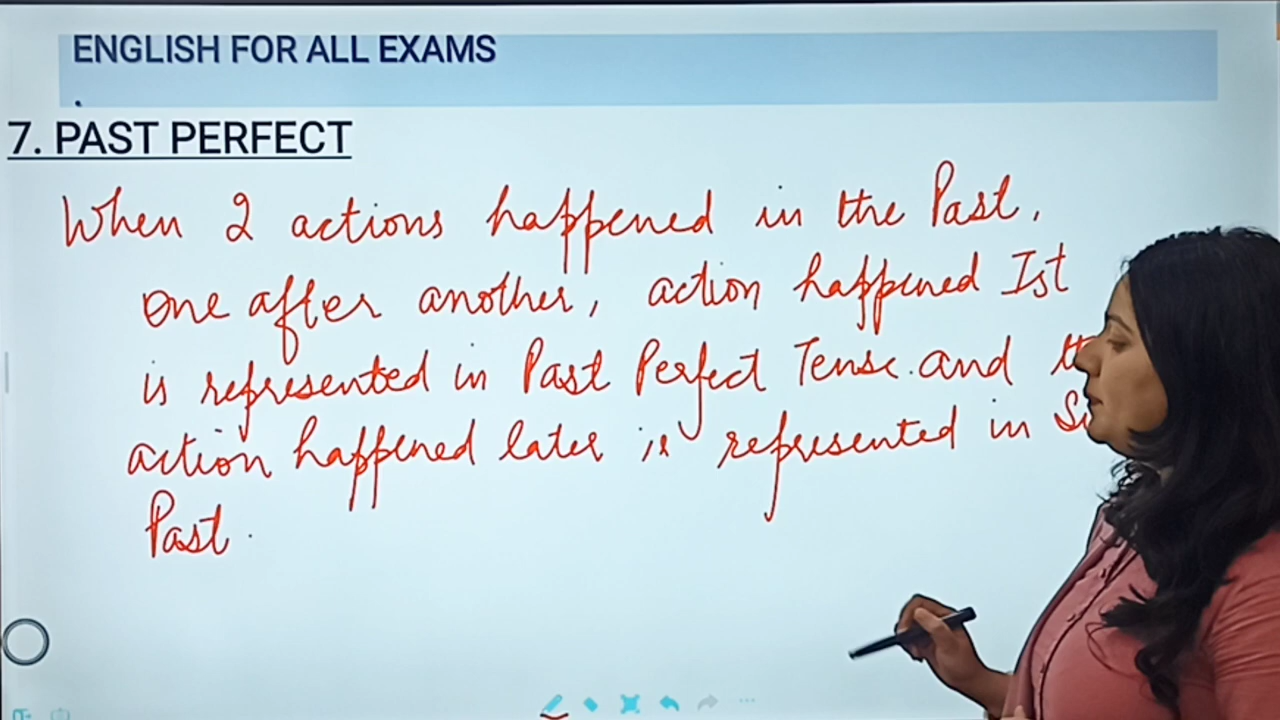 ENGLISH FOR ALL EXAMS
.
7. PAST PERFECT
When 2 actions happened in the Past,
one after another, action happened Ist
is represented in Past Perfect Tense. and
action happened later is represented in
Past.